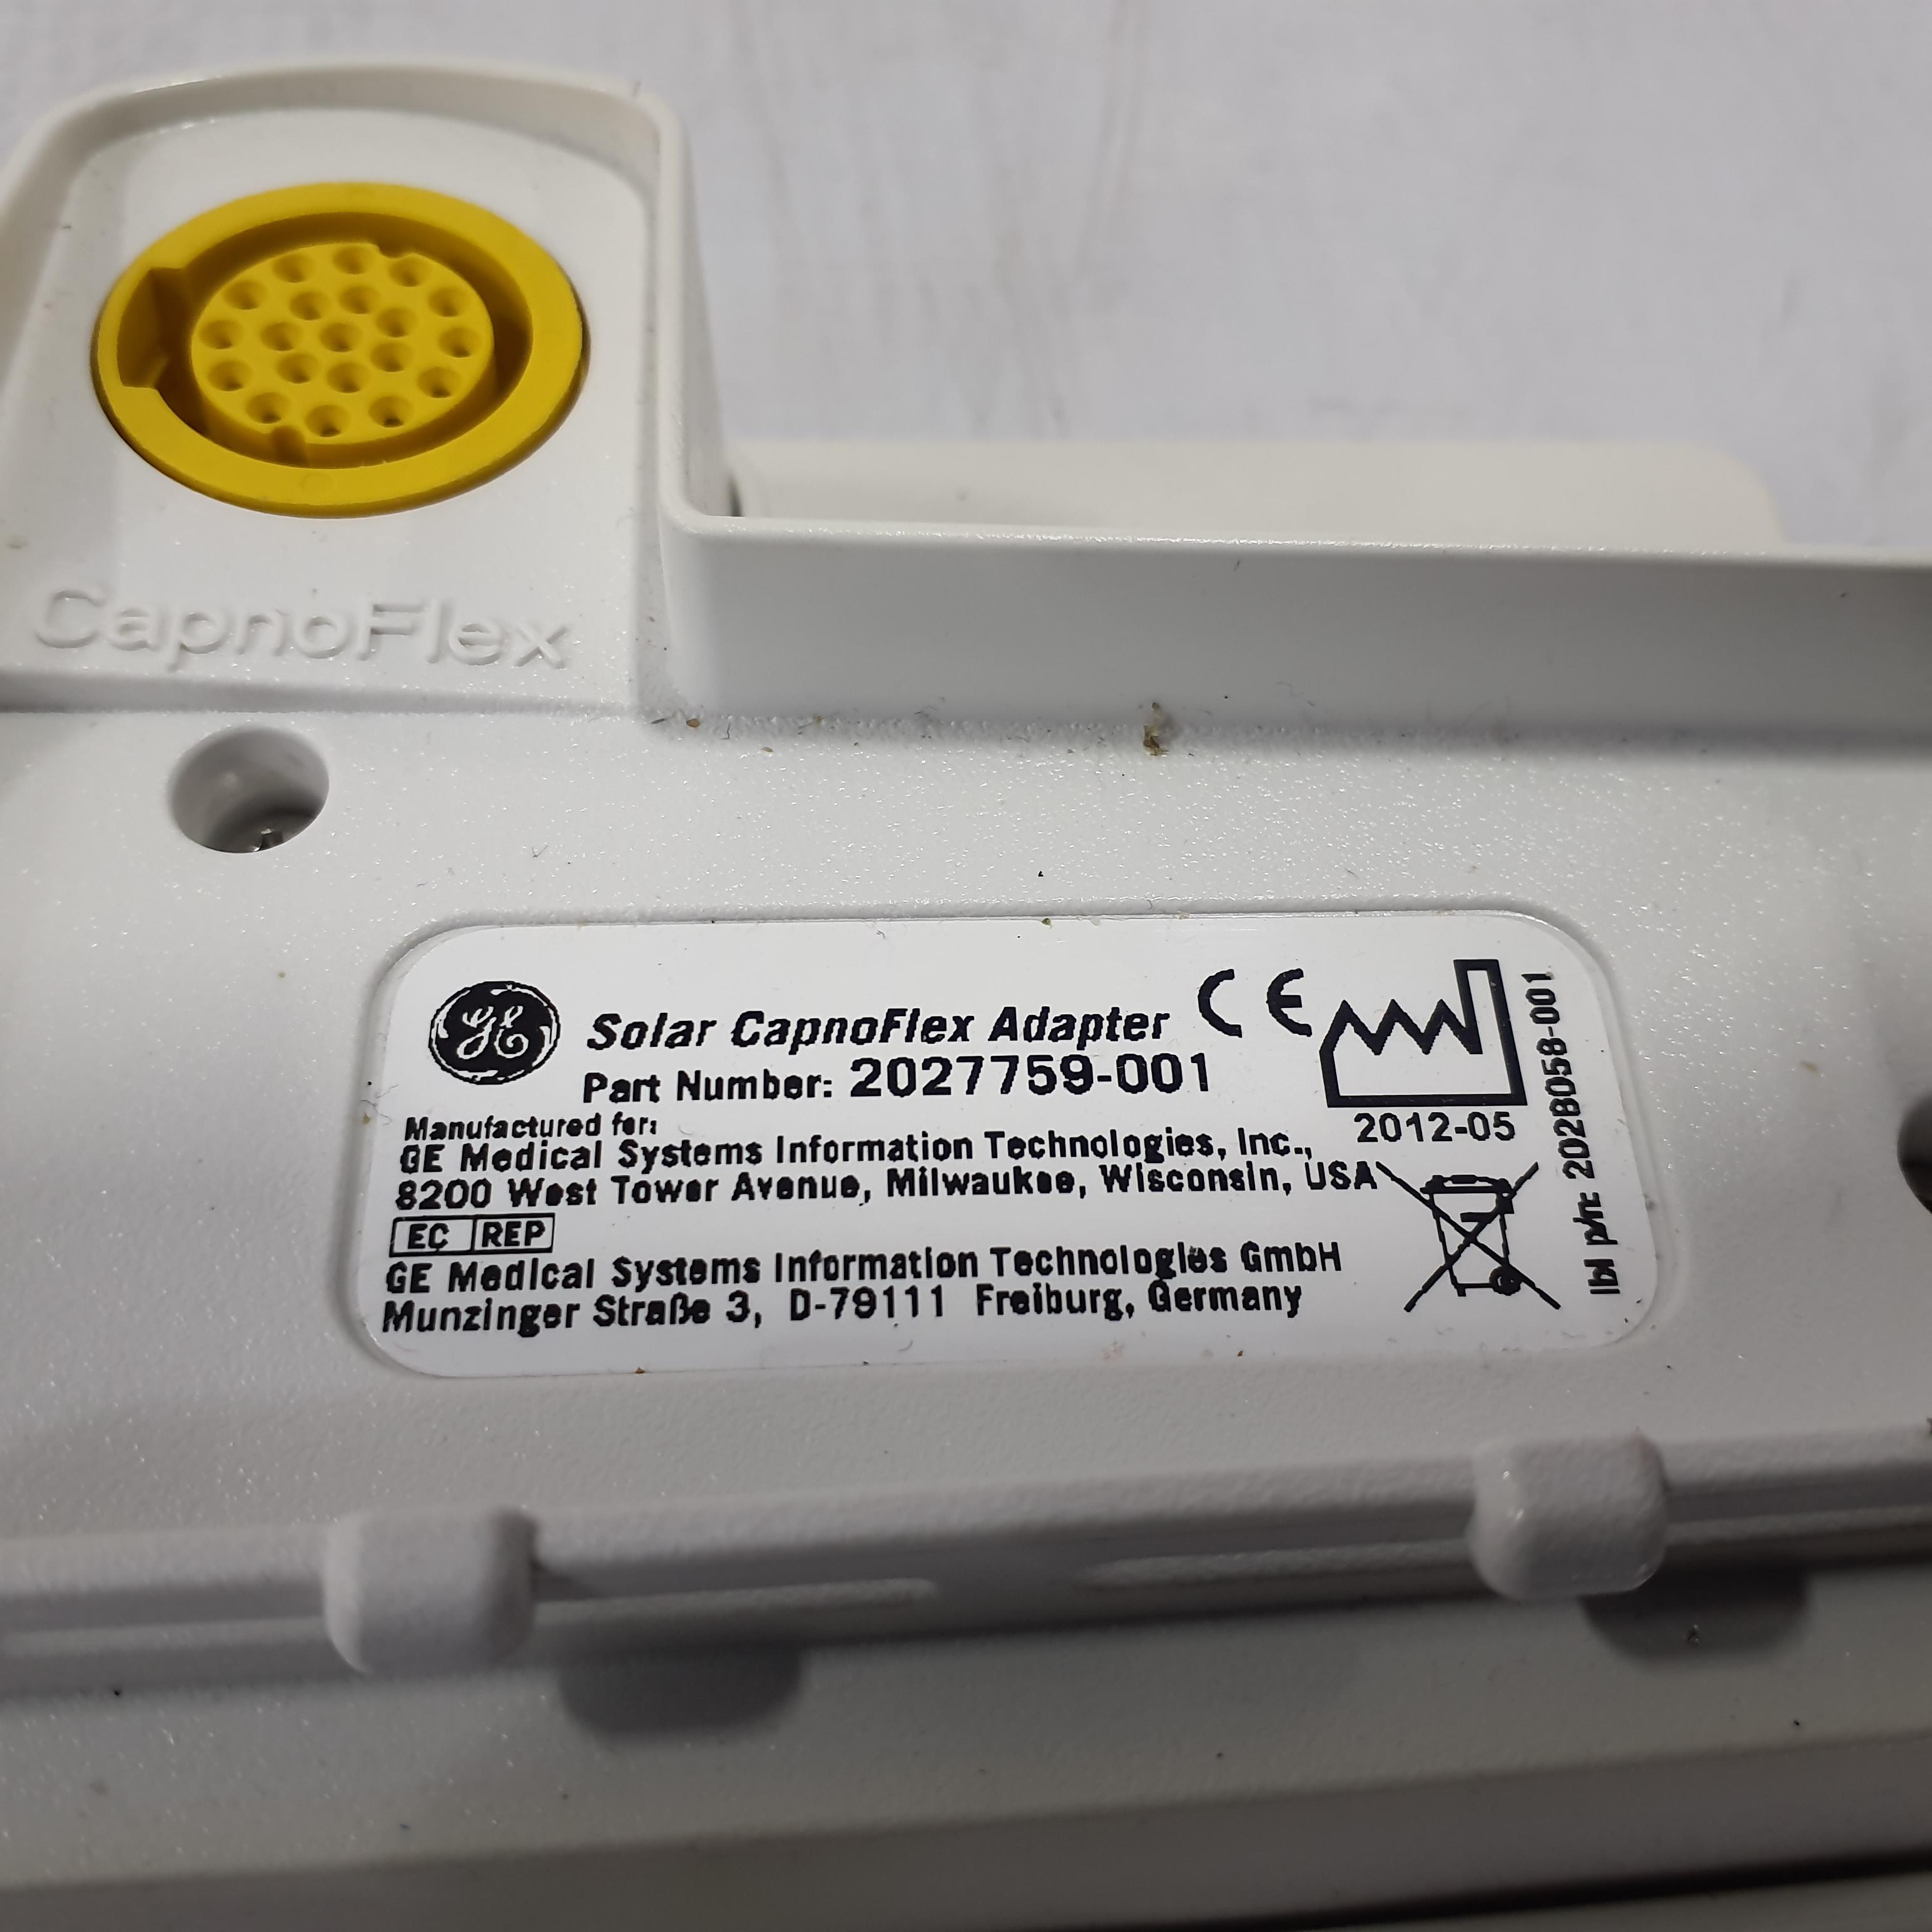 CapnoFlex
GE
Solar CapnoFlex Adapter
CE
Part Number: 2027759-001
2012-05
Manufactured for:
GE Medical Systems Information Technologies, Inc.,
8200 West Tower Avenue, Milwaukee, Wisconsin, USA
EC REP
GE Medical Systems Information Technologies GmbH
Munzinger Straße 3, D-79111 Freiburg, Germany
lbl p/n: 2028058-001